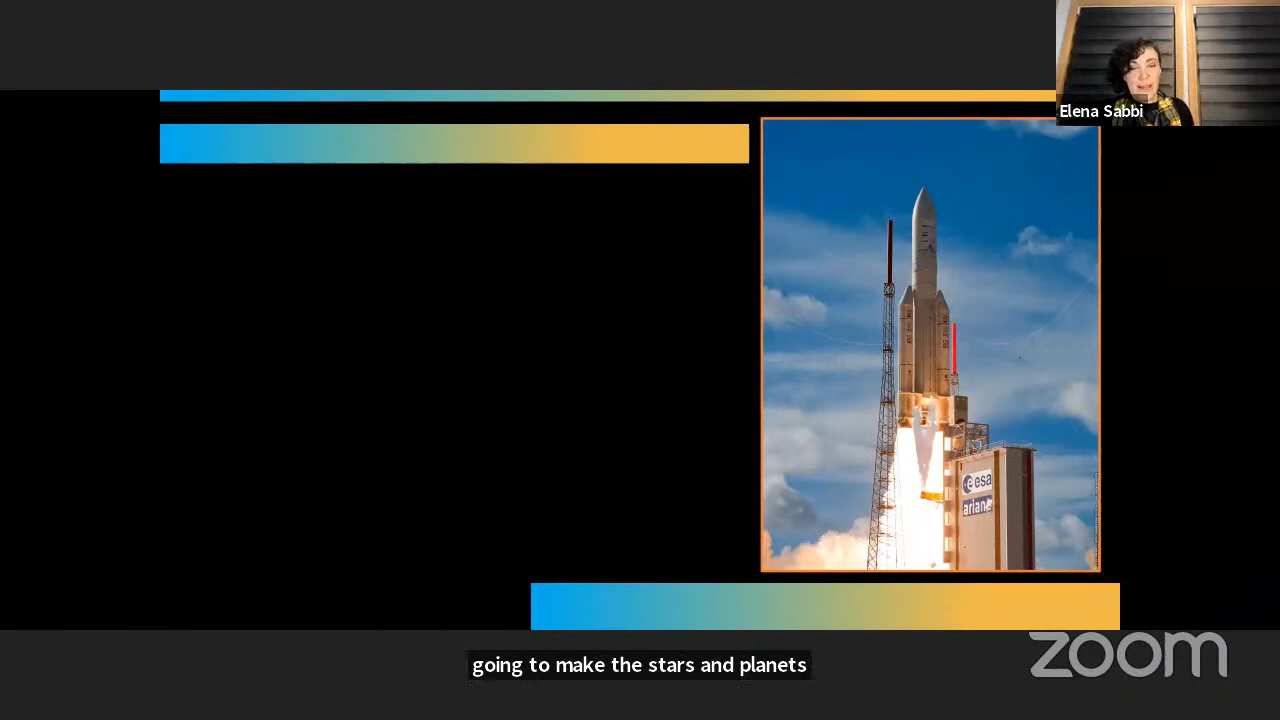 Elena Sabbi
esa
ariane
going to make the stars and planets
zoom